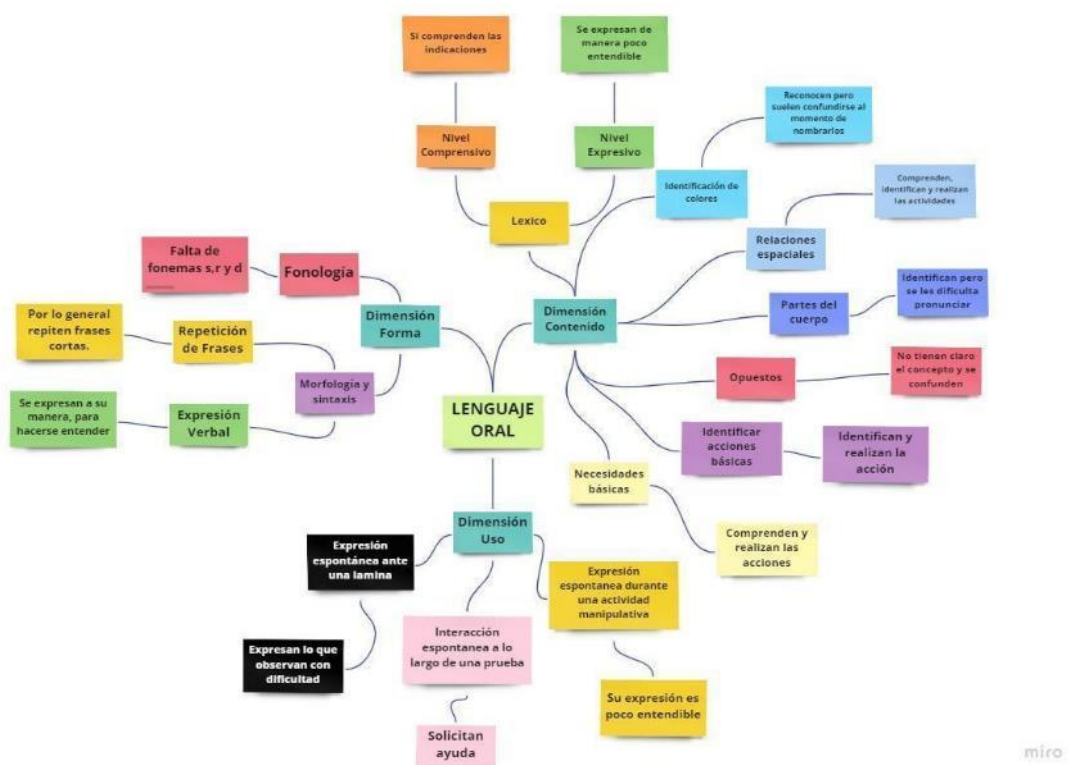 Si comprenden las
indicaciones
Se expresan de
manera poco
entendible
Nivel
Comprensivo
Nivel
Expresivo
Lexico
Reconocen pero
suelen confundirse al
momento de
nombrarlos
Identificación de
colores
Comprenden,
identifican y realizan
las actividades
Relaciones
espaciales
Identifican pero
se les dificulta
pronunciar
Partes del
cuerpo
Dimensión
Contenido
Opuestos
No tienen claro
el concepto y se
confunden
Identificar
acciones
básicas
Identifican y
realizan la
acción
Necesidades
básicas
Comprenden y
realizan las
acciones
Falta de
fonemas s,r y d
Fonología
Dimensión
Forma
Por lo general
repiten frases
cortas.
Repetición
de Frases
Morfología y
sintaxis
Se expresan a su
manera, para
hacerse entender
Expresión
Verbal
LENGUAJE
ORAL
Dimensión
Uso
Expresión
espontánea ante
una lamina
Expresan lo que
observan con
dificultad
Interacción
espontanea a lo
largo de una prueba
Solicitan
ayuda
Expresión
espontanea durante
una actividad
manipulativa
Su expresión es
poco entendible
miro